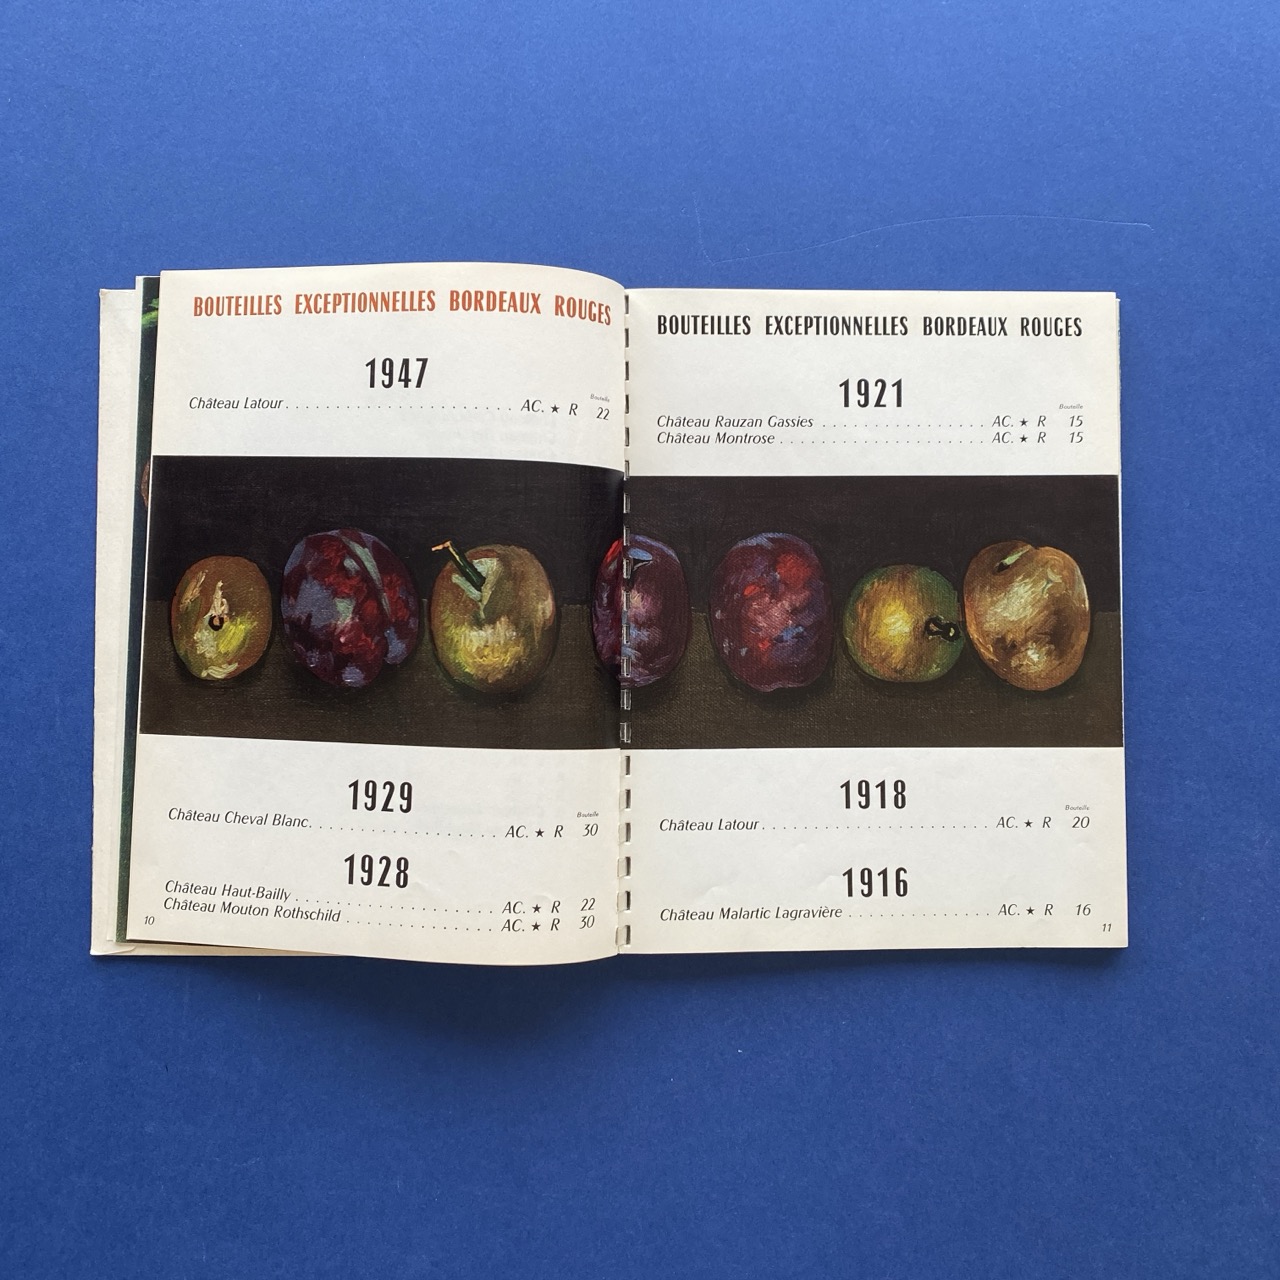 BOUTEILLES EXCEPTIONNELLES BORDEAUX ROUGES
1947
Bouteille
Château Latour . . . . . . . . . . . . . . . . . . . . . . AC. ★ R 22
1929
Bouteille
Château Cheval Blanc. . . . . . . . . . . . . . . . . . AC. ★ R 30
1928
Château Haut-Bailly . . . . . . . . . . . . . . . . . . . AC. ★ R 22
Château Mouton Rothschild . . . . . . . . . . . . . . AC. ★ R 30
10
BOUTEILLES EXCEPTIONNELLES BORDEAUX ROUGES
1921
Bouteille
Château Rauzan Gassies . . . . . . . . . . . . . . . . AC. ★ R 15
Château Montrose . . . . . . . . . . . . . . . . . . . . AC. ★ R 15
1918
Bouteille
Château Latour . . . . . . . . . . . . . . . . . . . . . . AC. ★ R 20
1916
Château Malartic Lagravière . . . . . . . . . . . . . . AC. ★ R 16
11